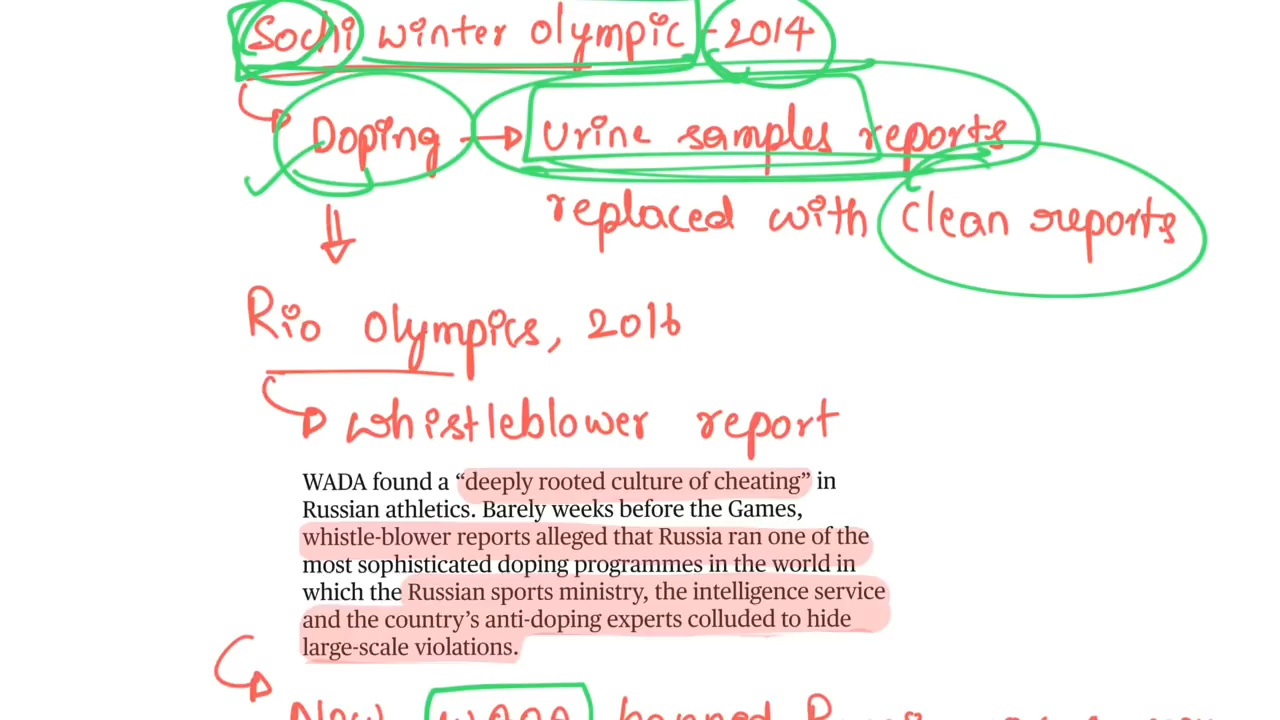 Sochi winter olympic - 2014
Doping → urine samples reports
replaced with clean reports
Rio olympics, 2016
whistleblower report
WADA found a “deeply rooted culture of cheating” in
Russian athletics. Barely weeks before the Games,
whistle-blower reports alleged that Russia ran one of the
most sophisticated doping programmes in the world in
which the Russian sports ministry, the intelligence service
and the country’s anti-doping experts colluded to hide
large-scale violations.
Now WADA banned